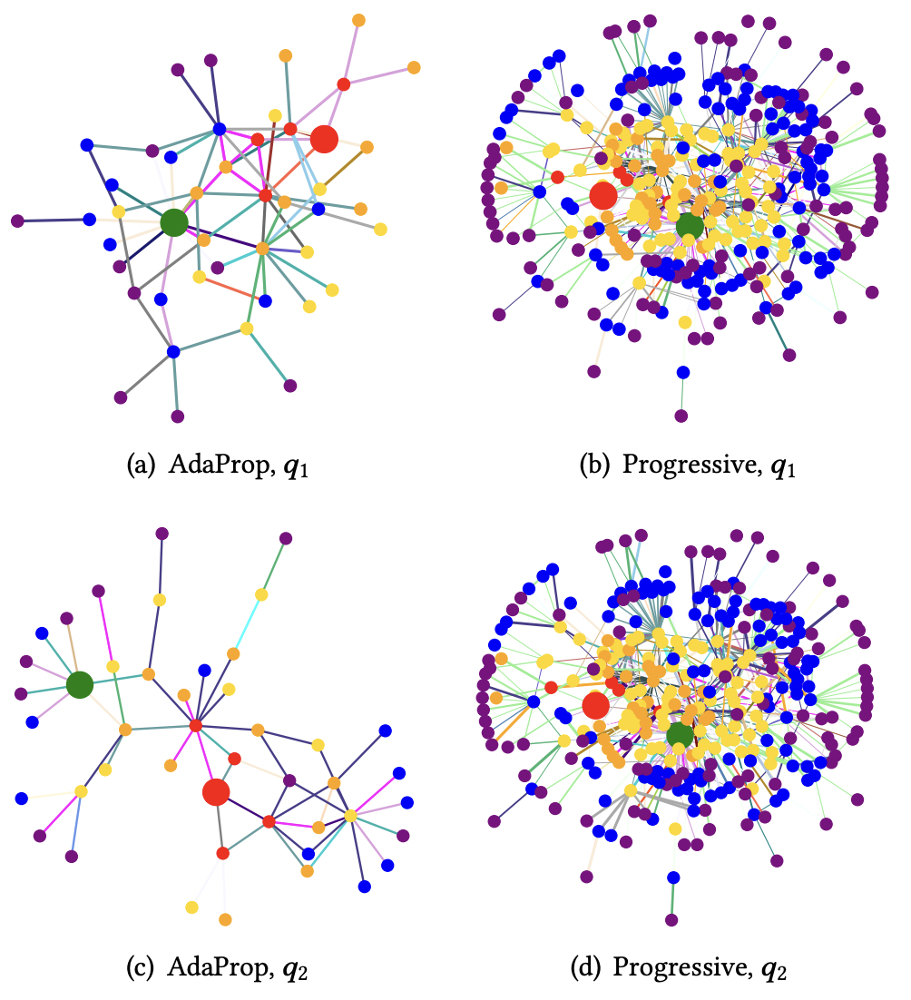 (a) AdaProp, q₁
(b) Progressive, q₁
(c) AdaProp, q₂
(d) Progressive, q₂